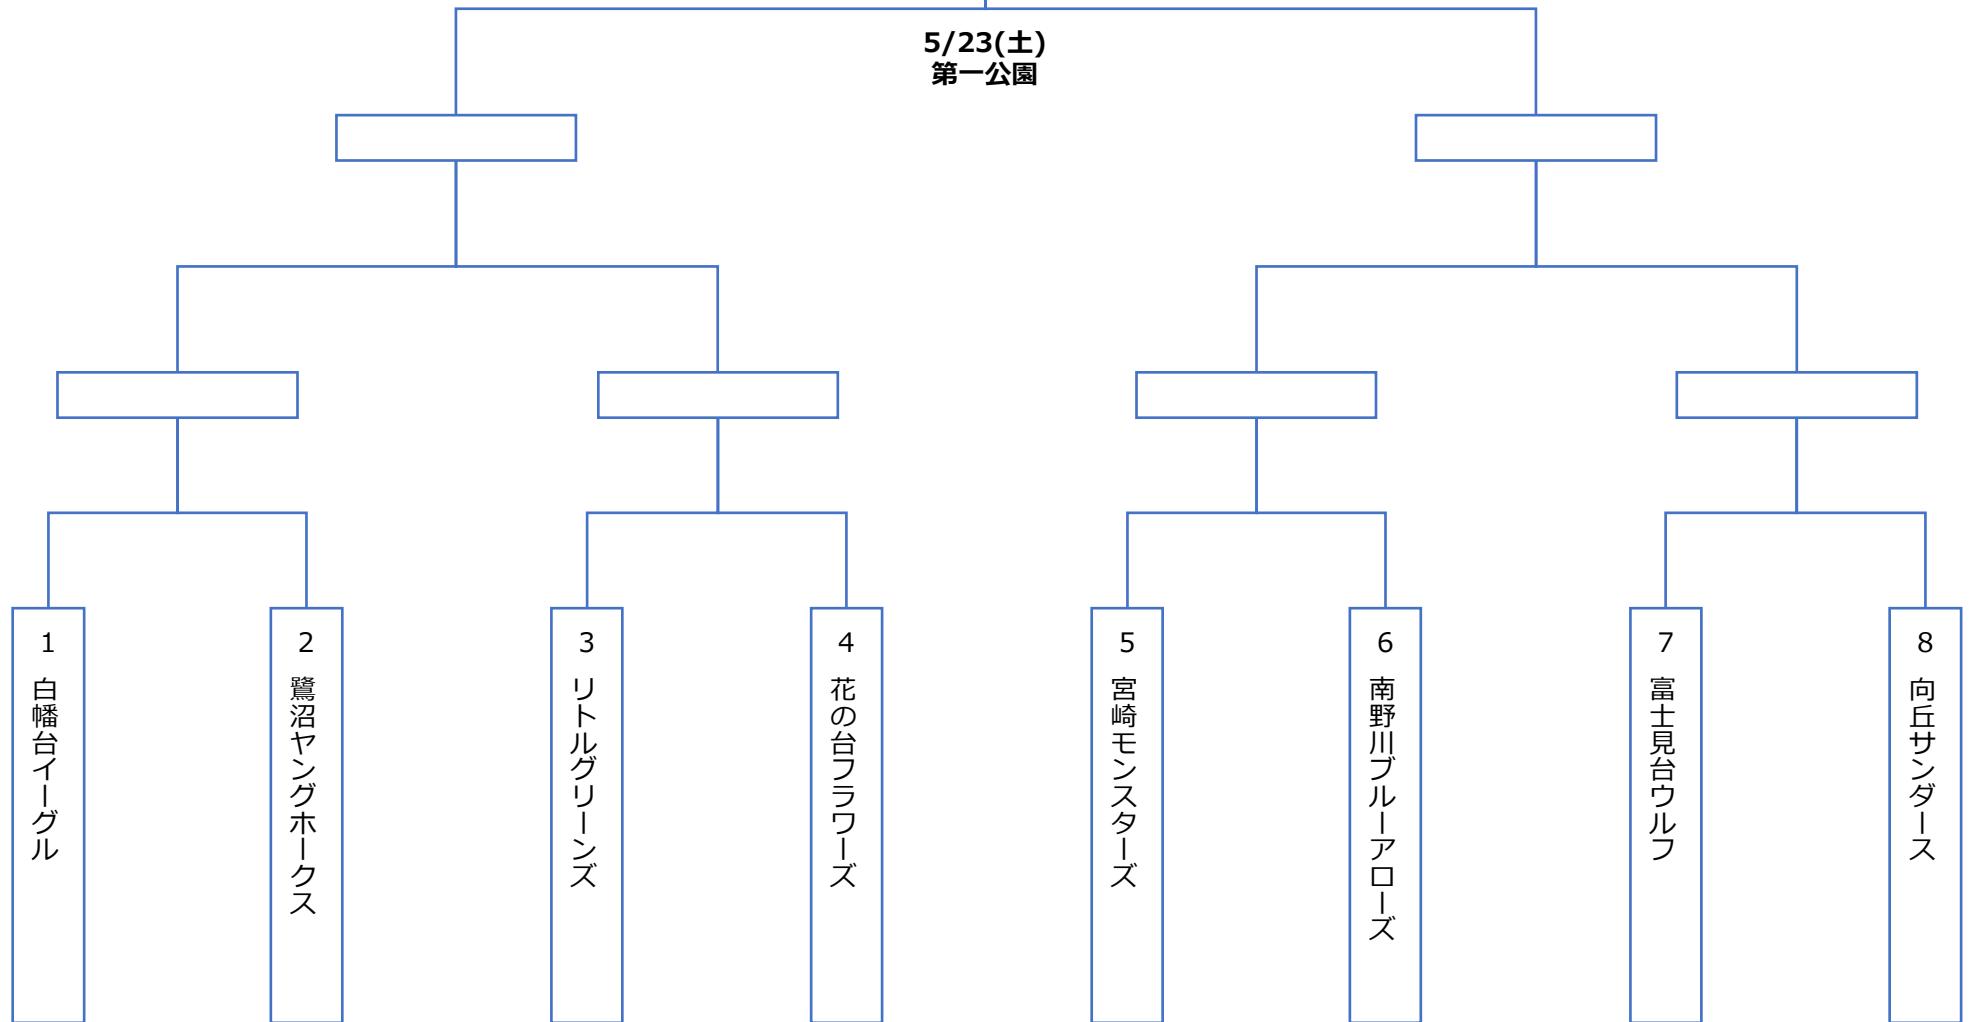 5/23(土)
第一公園
1 白幡台イーグル
2 鷺沼ヤングホークス
3 リトルグリーンズ
4 花の台フラワーズ
5 宮崎モンスターズ
6 南野川ブルーアローズ
7 富士見台ウルフ
8 向丘サンダース